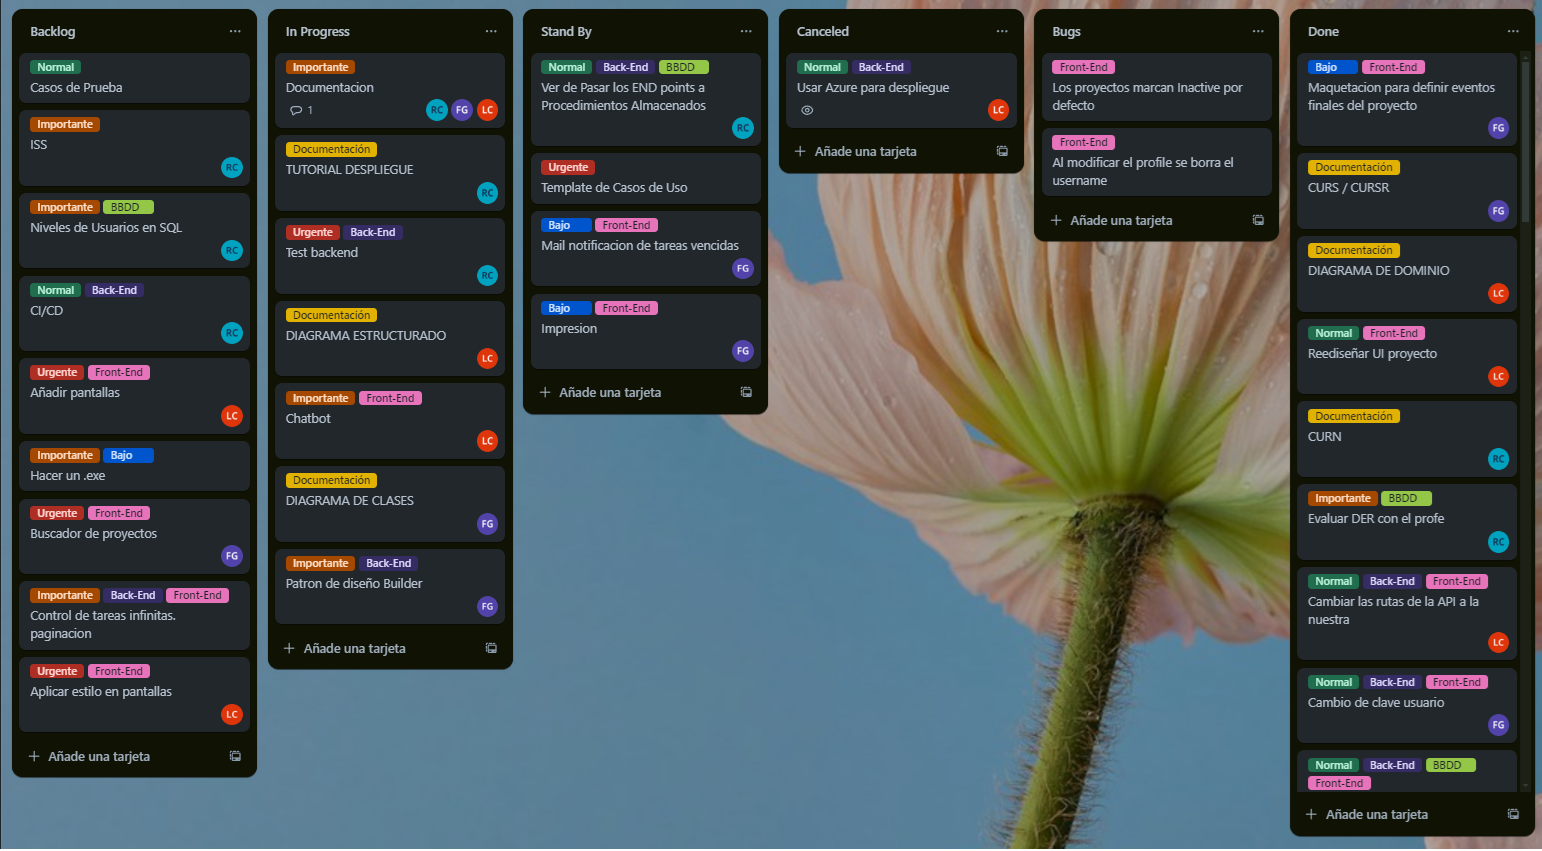 Backlog
Normal
Casos de Prueba
Importante
ISS
RC
Importante BBDD
Niveles de Usuarios en SQL
RC
Normal Back-End
CI/CD
RC
Urgente Front-End
Añadir pantallas
LC
Importante Bajo
Hacer un .exe
Urgente Front-End
Buscador de proyectos
FG
Importante Back-End Front-End
Control de tareas infinitas.
paginacion
Urgente Front-End
Aplicar estilo en pantallas
LC
Añade una tarjeta
In Progress
Importante
Documentacion
1
RC FG LC
Documentación
TUTORIAL DESPLIEGUE
RC
Urgente Back-End
Test backend
RC
Documentación
DIAGRAMA ESTRUCTURADO
LC
Importante Front-End
Chatbot
LC
Documentación
DIAGRAMA DE CLASES
FG
Importante Back-End
Patron de diseño Builder
FG
Añade una tarjeta
Stand By
Normal Back-End BBDD
Ver de Pasar los END points a
Procedimientos Almacenados
RC
Urgente
Template de Casos de Uso
Bajo Front-End
Mail notificacion de tareas vencidas
FG
Bajo Front-End
Impresion
FG
Añade una tarjeta
Canceled
Normal Back-End
Usar Azure para despliegue
LC
Añade una tarjeta
Bugs
Front-End
Los proyectos marcan Inactive por
defecto
Front-End
Al modificar el profile se borra el
username
Añade una tarjeta
Done
Bajo Front-End
Maquetacion para definir eventos
finales del proyecto
FG
Documentación
CURS / CURSR
FG
Documentación
DIAGRAMA DE DOMINIO
LC
Normal Front-End
Reediseñar UI proyecto
LC
Documentación
CURN
RC
Importante BBDD
Evaluar DER con el profe
RC
Normal Back-End Front-End
Cambiar las rutas de la API a la
nuestra
LC
Normal Back-End Front-End
Cambio de clave usuario
FG
Normal Back-End BBDD
Front-End
Añade una tarjeta